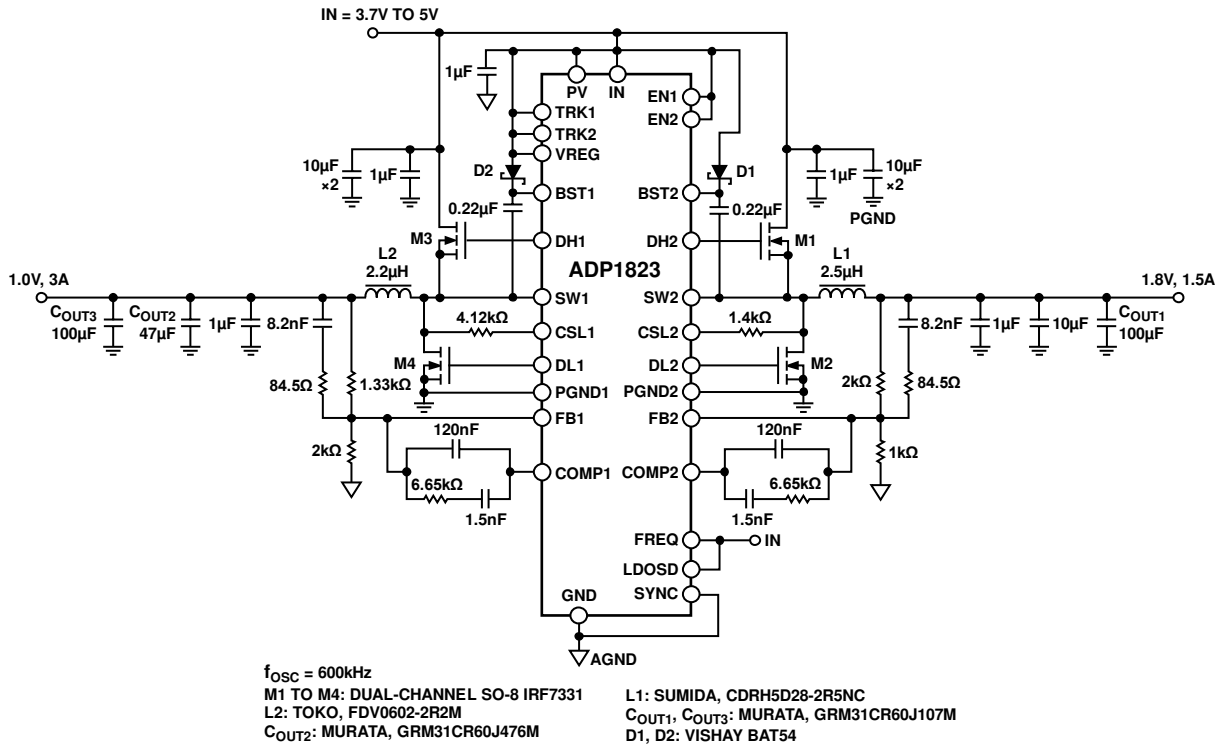 IN = 3.7V TO 5V
1µF
PV
IN
EN1
EN2
TRK1
TRK2
VREG
10µF
×2
1µF
D2
D1
1µF
10µF
×2
PGND
BST1
BST2
0.22µF
0.22µF
M3
DH1
DH2
M1
ADP1823
1.0V, 3A
L2
2.2µH
SW1
SW2
L1
2.5µH
1.8V, 1.5A
COUT3
100µF
COUT2
47µF
1µF
8.2nF
4.12kΩ
CSL1
CSL2
1.4kΩ
8.2nF
1µF
10µF
COUT1
100µF
M4
DL1
DL2
M2
84.5Ω
1.33kΩ
PGND1
PGND2
2kΩ
84.5Ω
FB1
FB2
2kΩ
120nF
120nF
1kΩ
COMP1
COMP2
6.65kΩ
1.5nF
6.65kΩ
1.5nF
FREQ
IN
LDOSD
SYNC
GND
AGND
fOSC = 600kHz
M1 TO M4: DUAL-CHANNEL SO-8 IRF7331
L2: TOKO, FDV0602-2R2M
COUT2: MURATA, GRM31CR60J476M
L1: SUMIDA, CDRH5D28-2R5NC
COUT1, COUT3: MURATA, GRM31CR60J107M
D1, D2: VISHAY BAT54